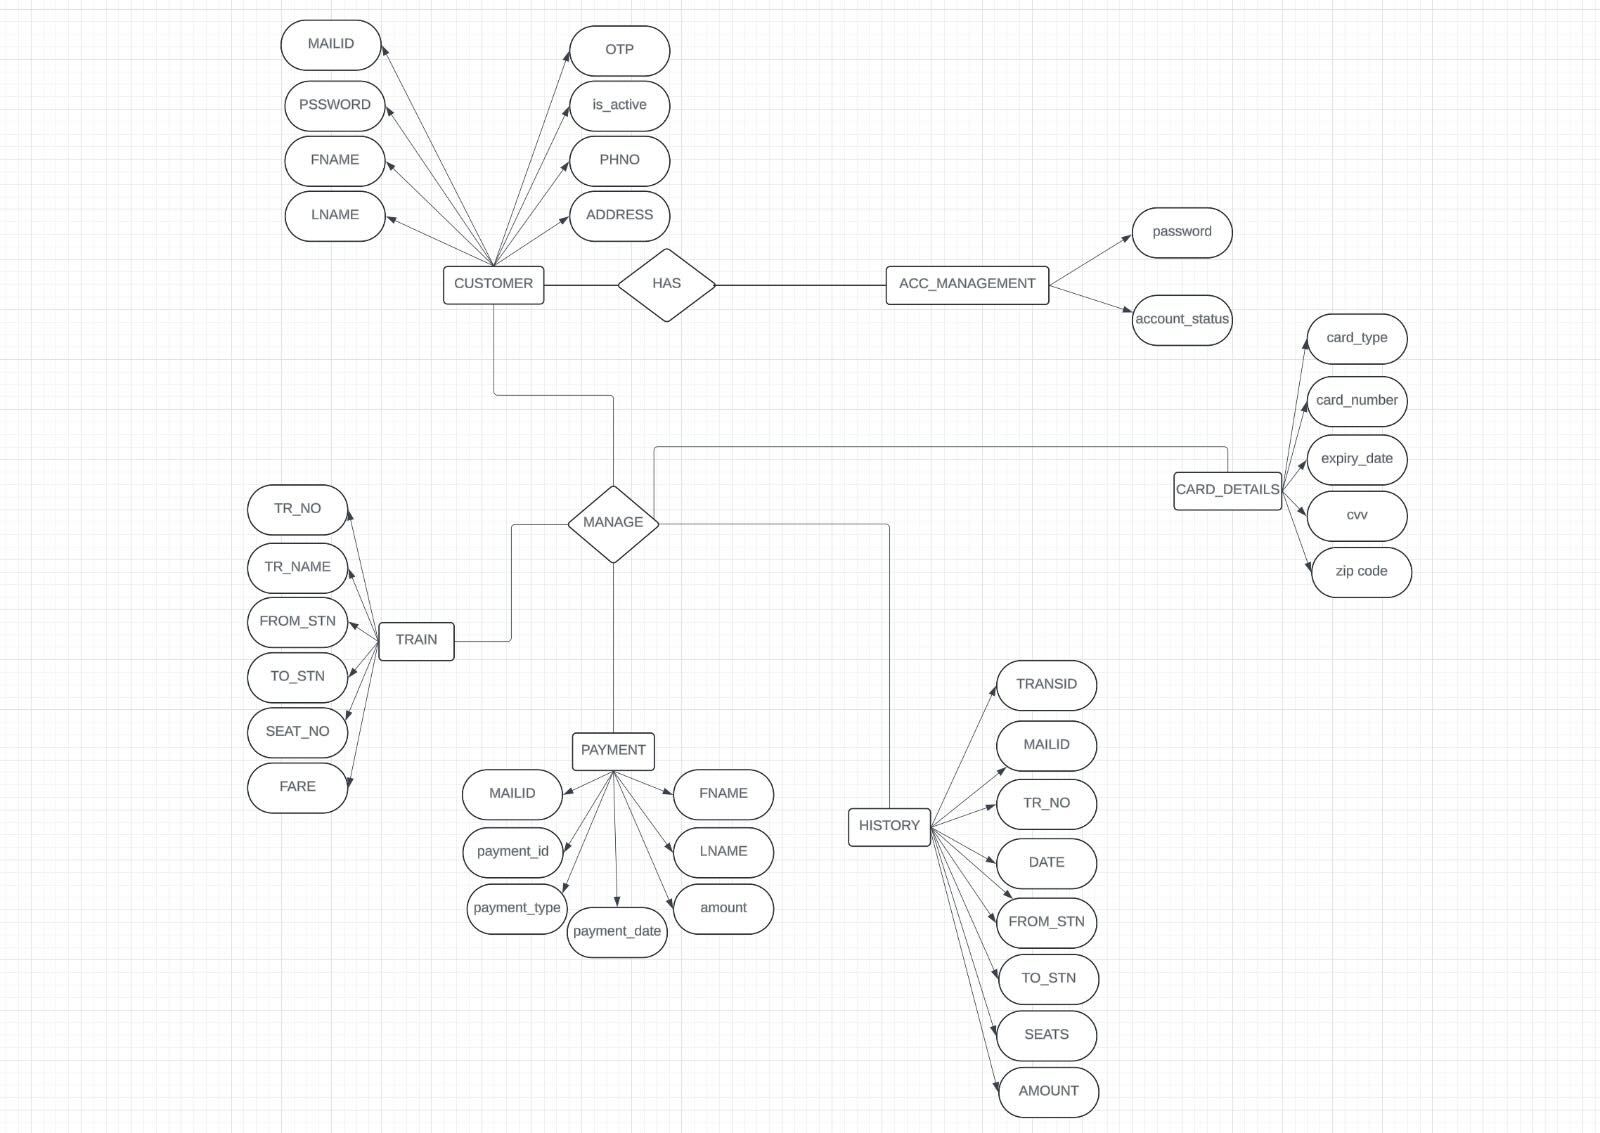 MAILID
OTP
PSSWORD
is_active
FNAME
PHNO
LNAME
ADDRESS
CUSTOMER
HAS
ACC_MANAGEMENT
password
account_status
card_type
card_number
expiry_date
CARD_DETAILS
cvv
zip code
MANAGE
TR_NO
TR_NAME
FROM_STN
TRAIN
TO_STN
SEAT_NO
FARE
PAYMENT
MAILID
FNAME
payment_id
LNAME
payment_type
amount
payment_date
HISTORY
TRANSID
MAILID
TR_NO
DATE
FROM_STN
TO_STN
SEATS
AMOUNT